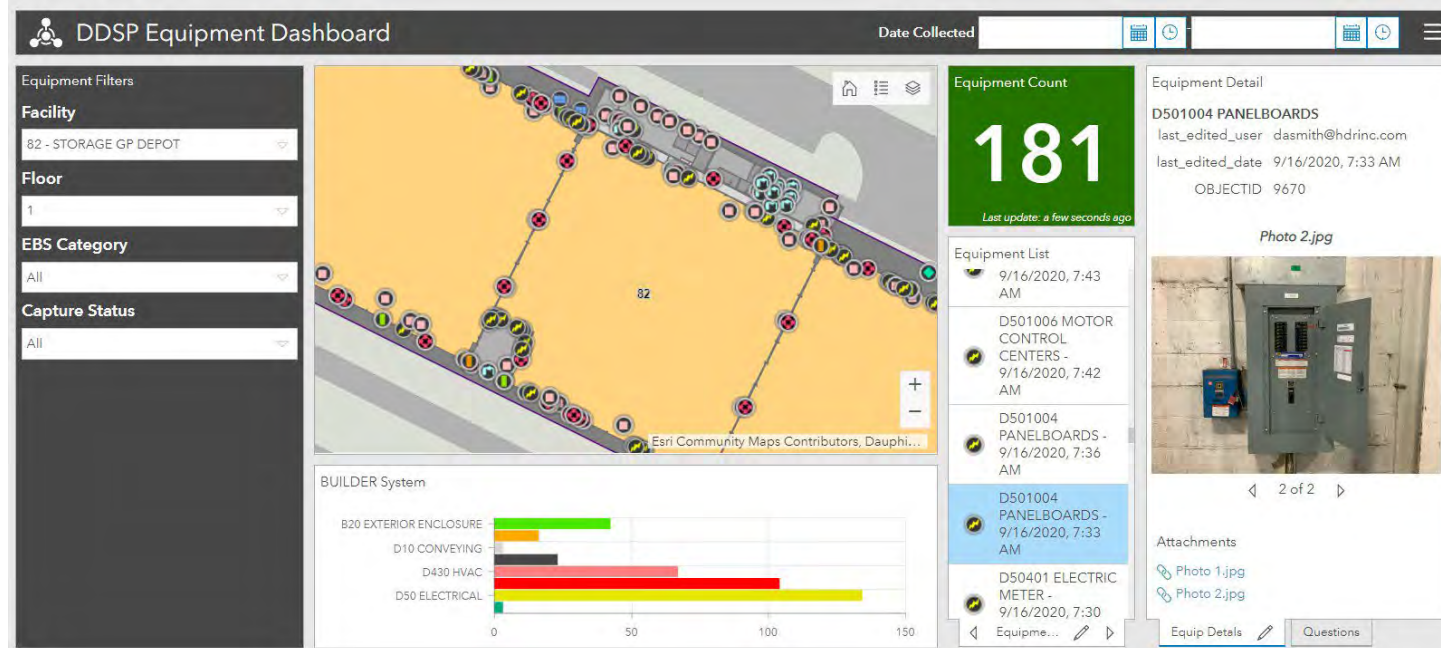 DDSP Equipment Dashboard
Date Collected
-
Equipment Filters
Facility
82 - STORAGE GP DEPOT
Floor
1
EBS Category
All
Capture Status
All
82
+
−
Esri Community Maps Contributors, Dauphi...
BUILDER System
B20 EXTERIOR ENCLOSURE
D10 CONVEYING
D430 HVAC
D50 ELECTRICAL
0 50 100 150
Equipment Count
181
Last update: a few seconds ago
Equipment List
9/16/2020, 7:43
AM
D501006 MOTOR
CONTROL
CENTERS -
9/16/2020, 7:42
AM
D501004
PANELBOARDS -
9/16/2020, 7:36
AM
D501004
PANELBOARDS -
9/16/2020, 7:33
AM
D50401 ELECTRIC
METER -
9/16/2020, 7:30
Equipme...
Equipment Detail
D501004 PANELBOARDS
last_edited_user dasmith@hdrinc.com
last_edited_date 9/16/2020, 7:33 AM
OBJECTID 9670
Photo 2.jpg
2 of 2
Attachments
Photo 1.jpg
Photo 2.jpg
Equip Detals
Questions